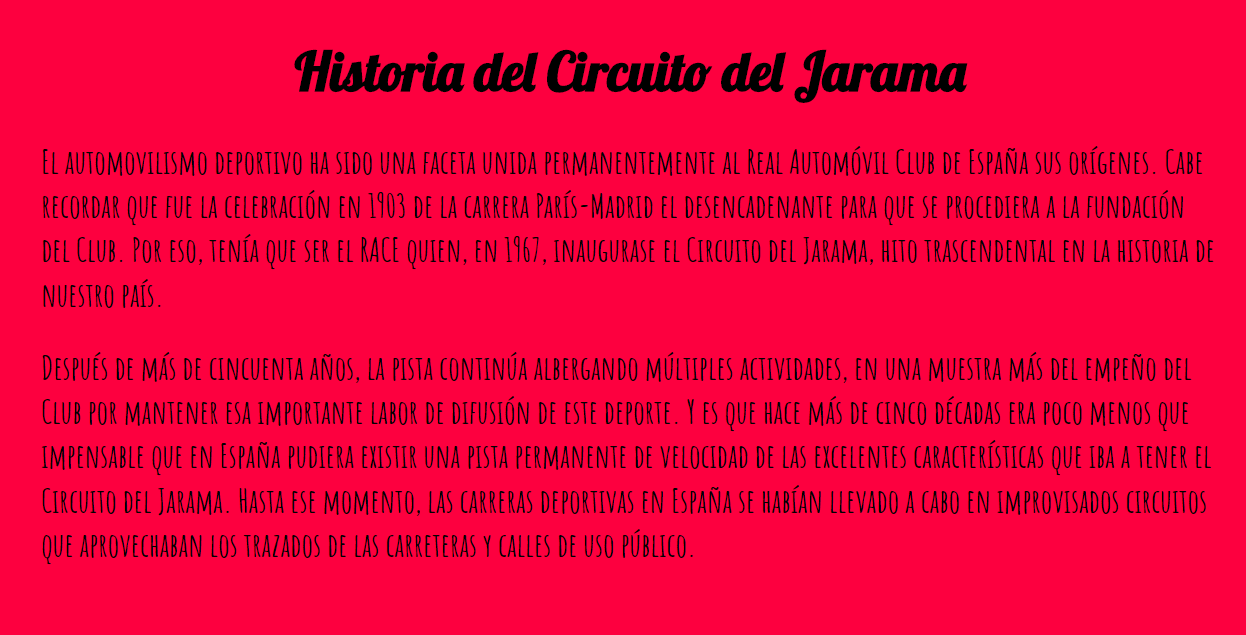 Historia del Circuito del Jarama
El automovilismo deportivo ha sido una faceta unida permanentemente al Real Automóvil Club de España sus orígenes. Cabe
recordar que fue la celebración en 1903 de la carrera París-Madrid el desencadenante para que se procediera a la fundación
del Club. Por eso, tenía que ser el RACE quien, en 1967, inaugurase el Circuito del Jarama, hito trascendental en la historia de
nuestro país.
Después de más de cincuenta años, la pista continúa albergando múltiples actividades, en una muestra más del empeño del
Club por mantener esa importante labor de difusión de este deporte. Y es que hace más de cinco décadas era poco menos que
impensable que en España pudiera existir una pista permanente de velocidad de las excelentes características que iba a tener el
Circuito del Jarama. Hasta ese momento, las carreras deportivas en España se habían llevado a cabo en improvisados circuitos
que aprovechaban los trazados de las carreteras y calles de uso público.